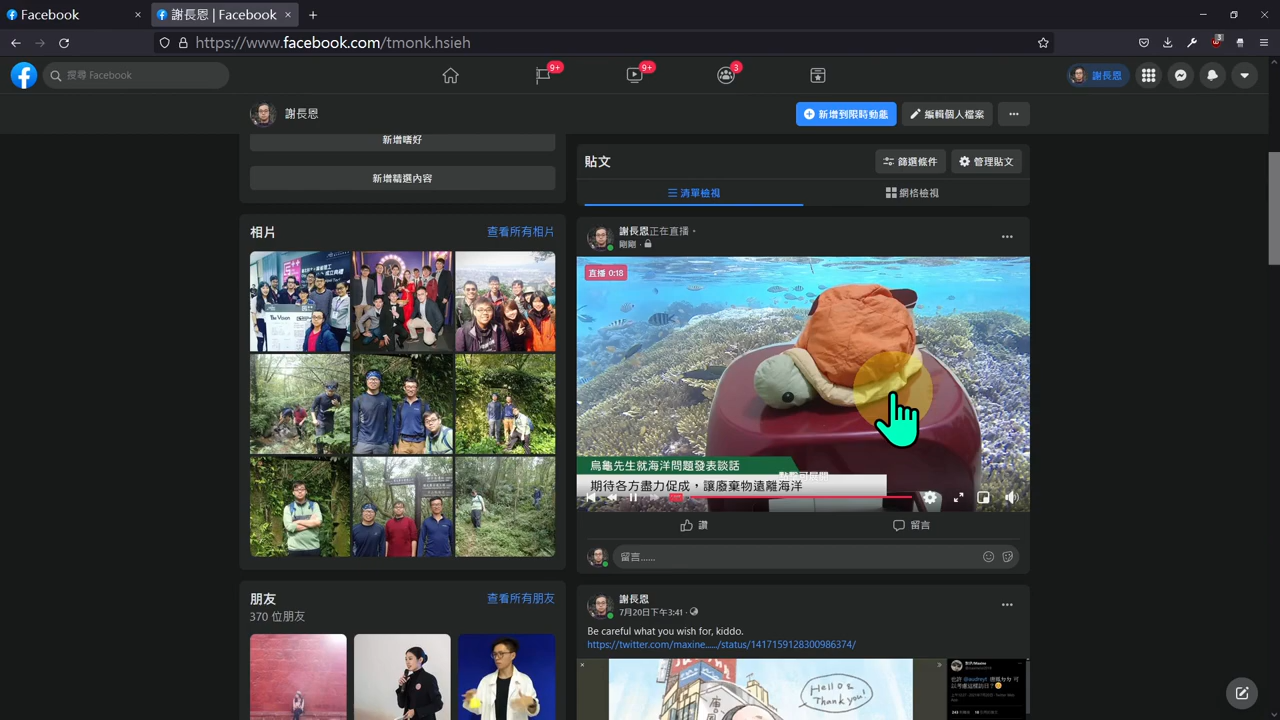 Facebook
謝長恩 | Facebook
https://www.facebook.com/tmonk.hsieh
搜尋 Facebook
9+
9+
3
謝長恩
3
謝長恩
新增到限時動態
編輯個人檔案
新增嗜好
新增精選內容
貼文
篩選條件
管理貼文
清單檢視
網格檢視
相片
查看所有相片
謝長恩正在直播·
剛剛·
直播 0:18
烏龜先生就海洋問題發表談話
期待各方盡力促成，讓廢棄物遠離海洋
讚
留言
留言......
朋友
查看所有朋友
370 位朋友
謝長恩
7月20日下午3:41·
Be careful what you wish for, kiddo.
https://twitter.com/maxine...../status/1417159128300986374/
Hello &
Thank you!